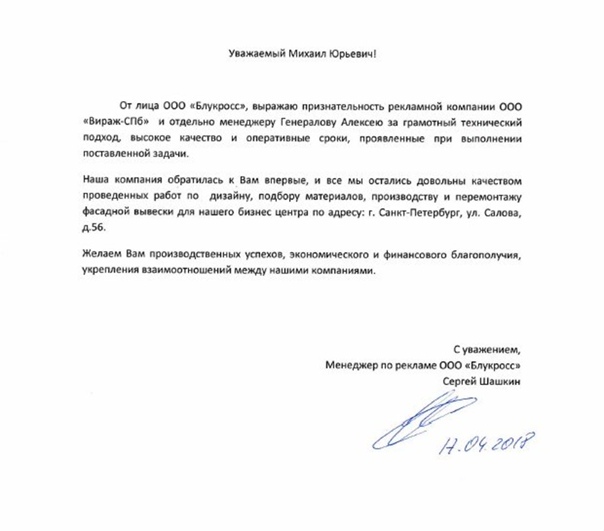 Уважаемый Михаил Юрьевич!
От лица ООО «Блукросс», выражаю признательность рекламной компании ООО
«Вираж-СПб» и отдельно менеджеру Генералову Алексею за грамотный технический
подход, высокое качество и оперативные сроки, проявленные при выполнении
поставленной задачи.
Наша компания обратилась к Вам впервые, и все мы остались довольны качеством
проведенных работ по дизайну, подбору материалов, производству и перемонтажу
фасадной вывески для нашего бизнес центра по адресу: г. Санкт-Петербург, ул. Салова,
д.56.
Желаем Вам производственных успехов, экономического и финансового благополучия,
укрепления взаимоотношений между нашими компаниями.
С уважением,
Менеджер по рекламе ООО «Блукросс»
Сергей Шашкин
17.04.2018